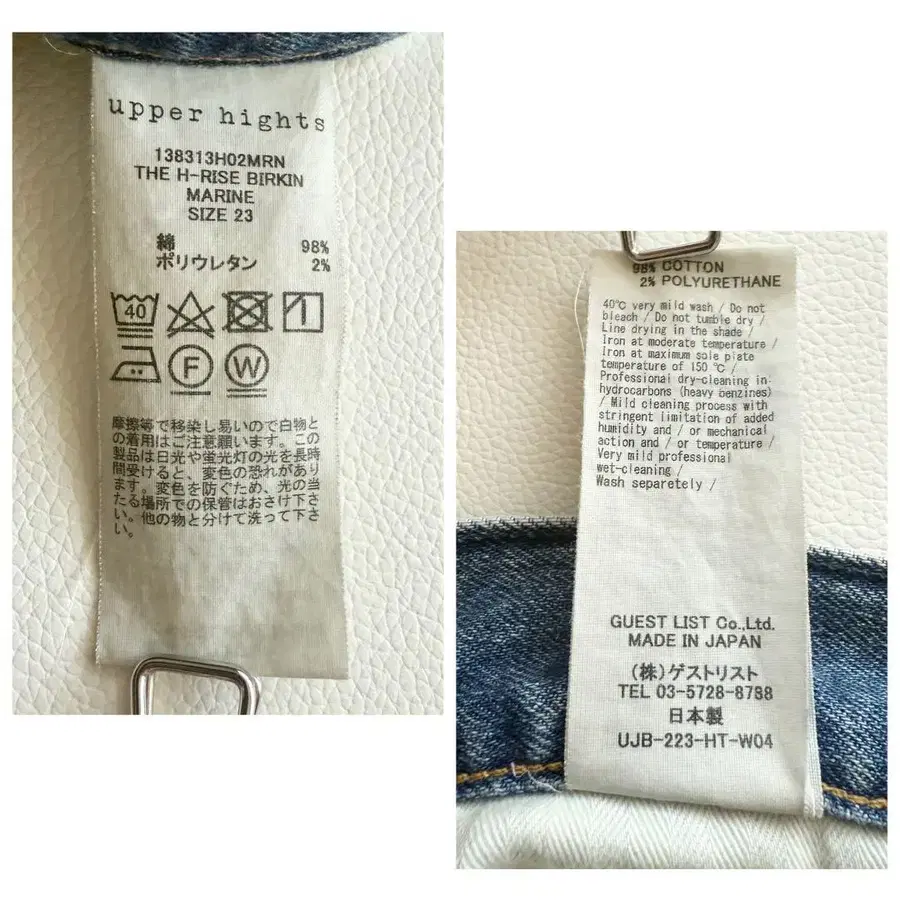 upper hights
138313H02MRN
THE H-RISE BIRKIN
MARINE
SIZE 23
綿 98%
ポリウレタン 2%
40
F
W
摩擦等で移染し易いので白物と
の着用はご注意願います。この
製品は日光や蛍光灯の光を長時
間受けると、変色の恐れがあり
ます。変色を防ぐため、光の当
たる場所での保管はおさけ下さ
い。他の物と分けて洗って下さ
い。
98% COTTON
2% POLYURETHANE
40℃ very mild wash / Do not
bleach / Do not tumble dry /
Line drying in the shade /
Iron at moderate temperature /
Iron at maximum sole plate
temperature of 150 ℃ /
Professional dry-cleaning in:
hydrocarbons (heavy benzines)
/ Mild cleaning process with
stringent limitation of added
humidity and / or mechanical
action and / or temperature /
Very mild professional
wet-cleaning /
Wash separetely /
GUEST LIST Co.,Ltd.
MADE IN JAPAN
(株)ゲストリスト
TEL 03-5728-8788
日本製
UJB-223-HT-W04